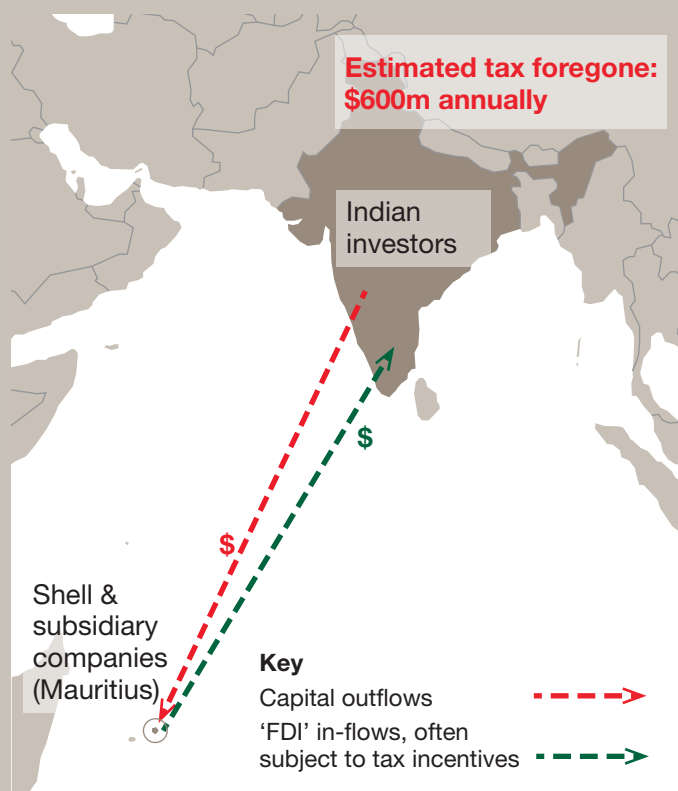 Estimated tax foregone:
$600m annually
Indian
investors
$
$
Shell &
subsidiary
companies
(Mauritius)
Key
Capital outflows
‘FDI’ in-flows, often
subject to tax incentives